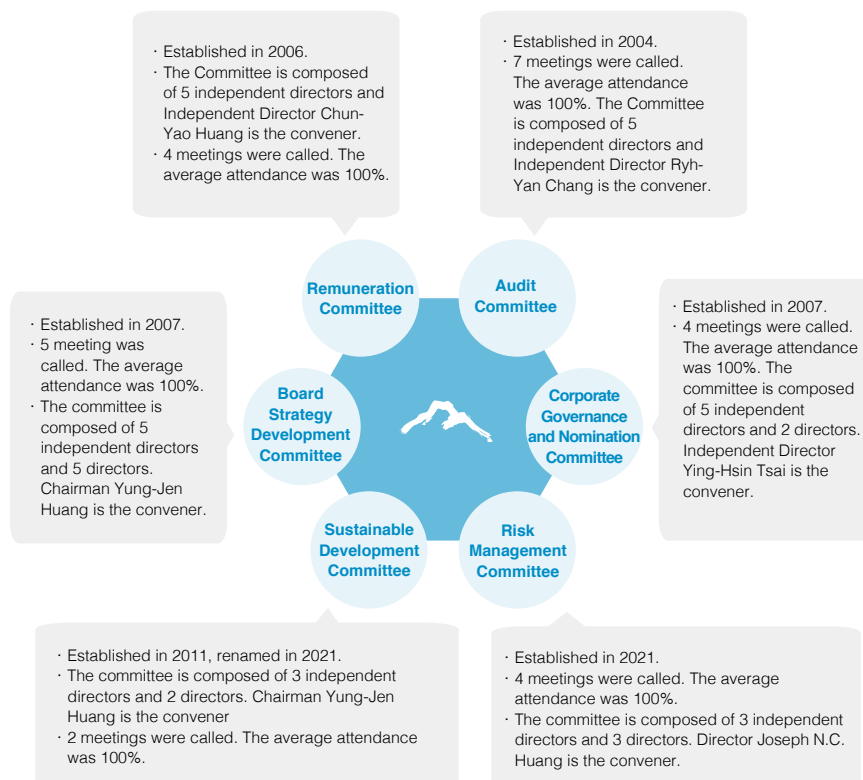 · Established in 2006.
· The Committee is composed
of 5 independent directors and
Independent Director Chun-
Yao Huang is the convener.
· 4 meetings were called. The
average attendance was 100%.
· Established in 2004.
· 7 meetings were called.
The average attendance
was 100%. The Committee
is composed of 5
independent directors and
Independent Director Ryh-
Yan Chang is the convener.
Remuneration
Committee
Audit
Committee
· Established in 2007.
· 5 meeting was
called. The average
attendance was 100%.
· The committee is
composed of 5
independent directors
and 5 directors.
Chairman Yung-Jen
Huang is the convener.
Board
Strategy
Development
Committee
Corporate
Governance
and Nomination
Committee
· Established in 2007.
· 4 meetings were called.
The average attendance
was 100%. The
committee is composed
of 5 independent
directors and 2 directors.
Independent Director
Ying-Hsin Tsai is the
convener.
Sustainable
Development
Committee
Risk
Management
Committee
· Established in 2011, renamed in 2021.
· The committee is composed of 3 independent
directors and 2 directors. Chairman Yung-Jen
Huang is the convener
· 2 meetings were called. The average attendance
was 100%.
· Established in 2021.
· 4 meetings were called. The average
attendance was 100%.
· The committee is composed of 3 independent
directors and 3 directors. Director Joseph N.C.
Huang is the convener.